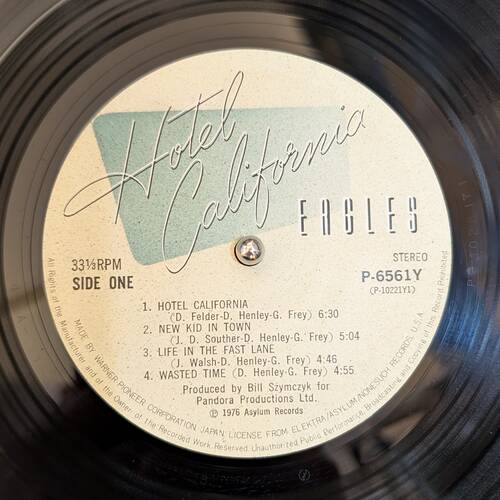 Hotel
California
EAGLES
33⅓RPM
SIDE ONE
STEREO
P-6561Y
(P-10221Y1)
1. HOTEL CALIFORNIA
(D. Felder-D. Henley-G. Frey) 6:30
2. NEW KID IN TOWN
(J. D. Souther-D. Henley-G. Frey) 5:04
3. LIFE IN THE FAST LANE
(J. Walsh-D. Henley-G. Frey) 4:46
4. WASTED TIME (D. Henley-G. Frey) 4:55
Produced by Bill Szymczyk for
Pandora Productions Ltd.
℗ 1976 Asylum Records
MADE BY WARNER-PIONEER CORPORATION JAPAN, LICENSE FROM ELEKTRA/ASYLUM/NONESUCH RECORDS, U.S.A.
All Rights of the Manufacturer and of the Owner of the Recorded Work Reserved. Unauthorized Public Performance, Broadcasting and Copying of this Record Prohibited.